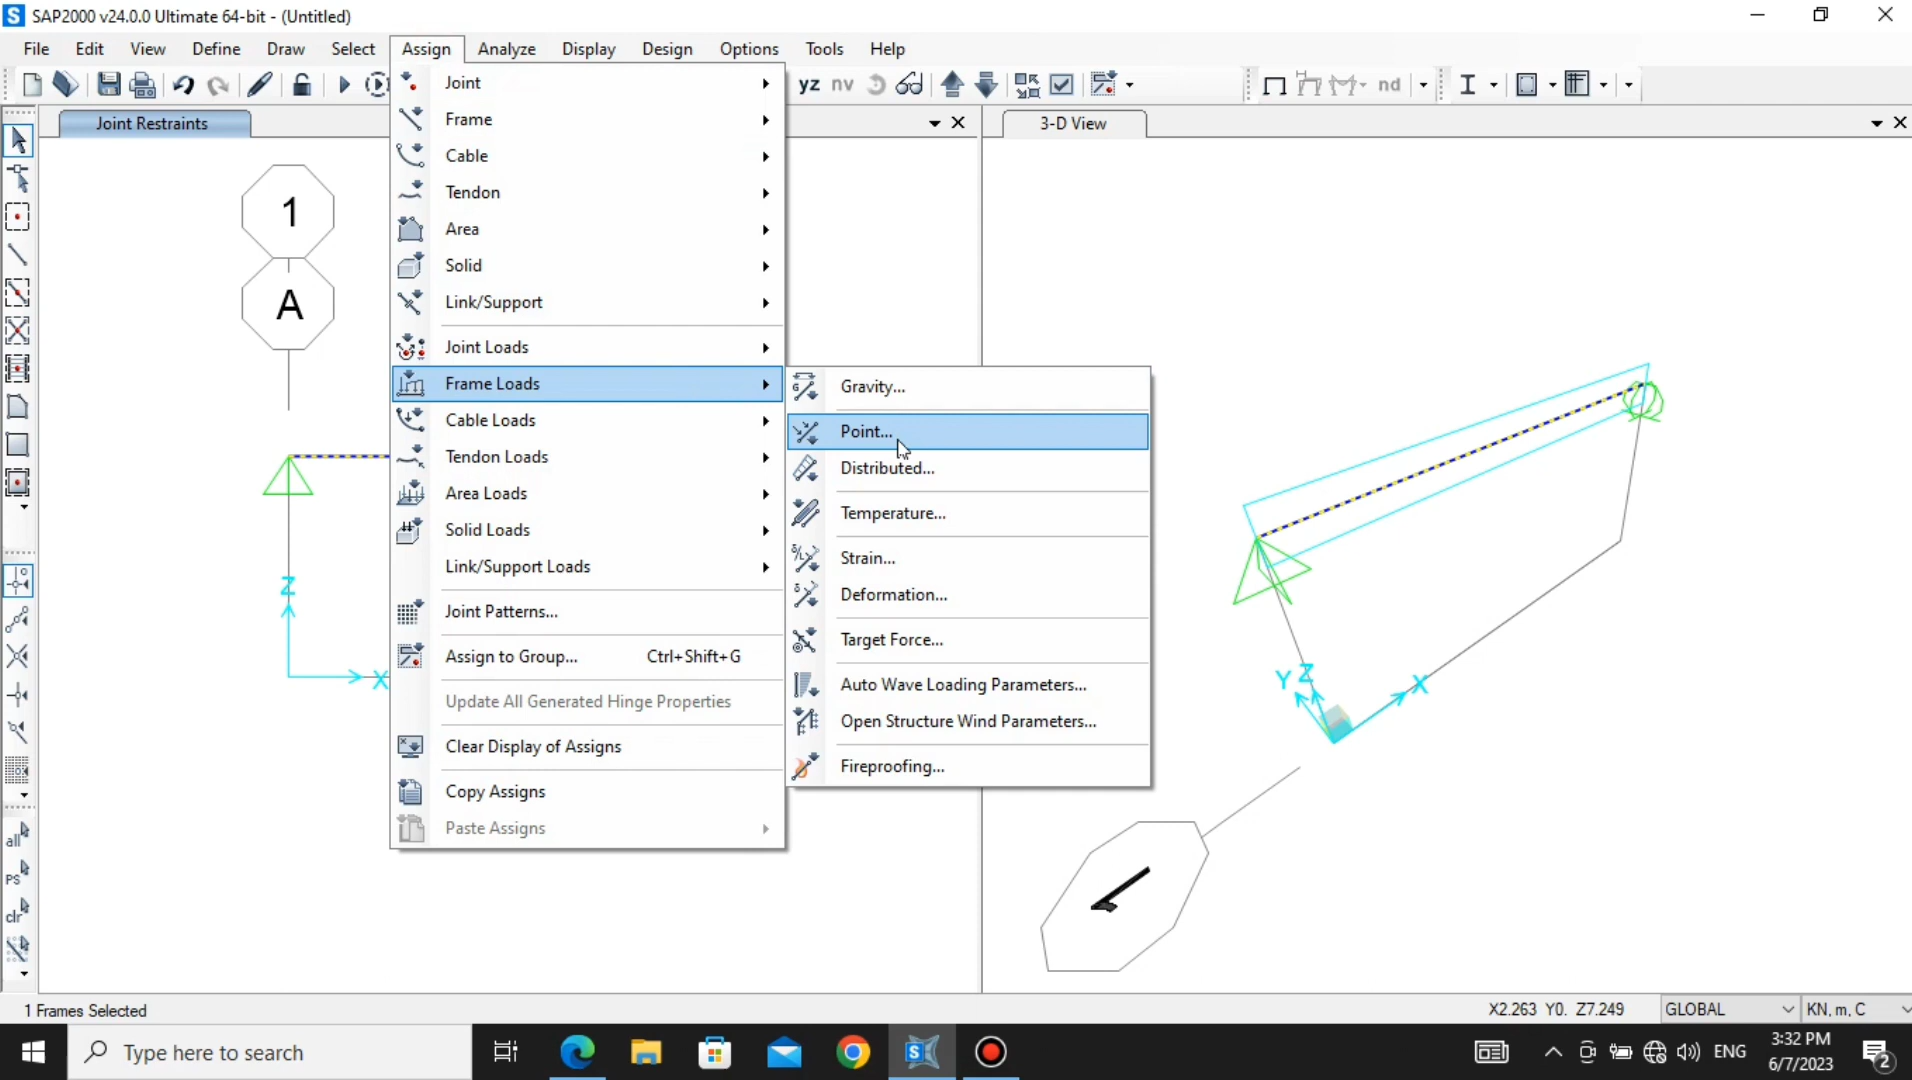 SAP2000 v24.0.0 Ultimate 64-bit - (Untitled)
File Edit View Define Draw Select Assign Analyze Display Design Options Tools Help
yz nv nd
Joint Restraints
3-D View
1
A
Z
X
Joint
Frame
Cable
Tendon
Area
Solid
Link/Support
Joint Loads
Frame Loads
Cable Loads
Tendon Loads
Area Loads
Solid Loads
Link/Support Loads
Joint Patterns...
Assign to Group... Ctrl+Shift+G
Update All Generated Hinge Properties
Clear Display of Assigns
Copy Assigns
Paste Assigns
Gravity...
Point...
Distributed...
Temperature...
Strain...
Deformation...
Target Force...
Auto Wave Loading Parameters...
Open Structure Wind Parameters...
Fireproofing...
Y Z X
all
PS
clr
1 Frames Selected
X2.263 Y0. Z7.249
GLOBAL
KN, m, C
Type here to search
ENG
3:32 PM
6/7/2023
2